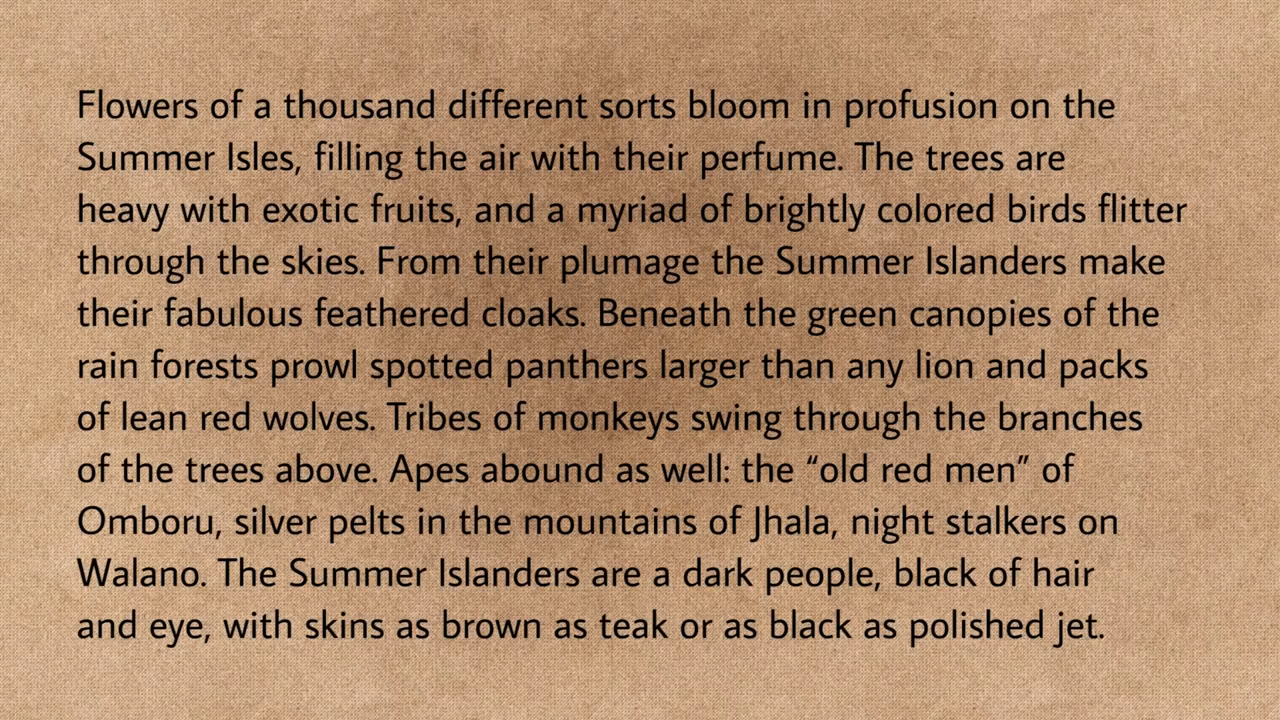 Flowers of a thousand different sorts bloom in profusion on the
Summer Isles, filling the air with their perfume. The trees are
heavy with exotic fruits, and a myriad of brightly colored birds flitter
through the skies. From their plumage the Summer Islanders make
their fabulous feathered cloaks. Beneath the green canopies of the
rain forests prowl spotted panthers larger than any lion and packs
of lean red wolves. Tribes of monkeys swing through the branches
of the trees above. Apes abound as well: the “old red men” of
Omboru, silver pelts in the mountains of Jhala, night stalkers on
Walano. The Summer Islanders are a dark people, black of hair
and eye, with skins as brown as teak or as black as polished jet.